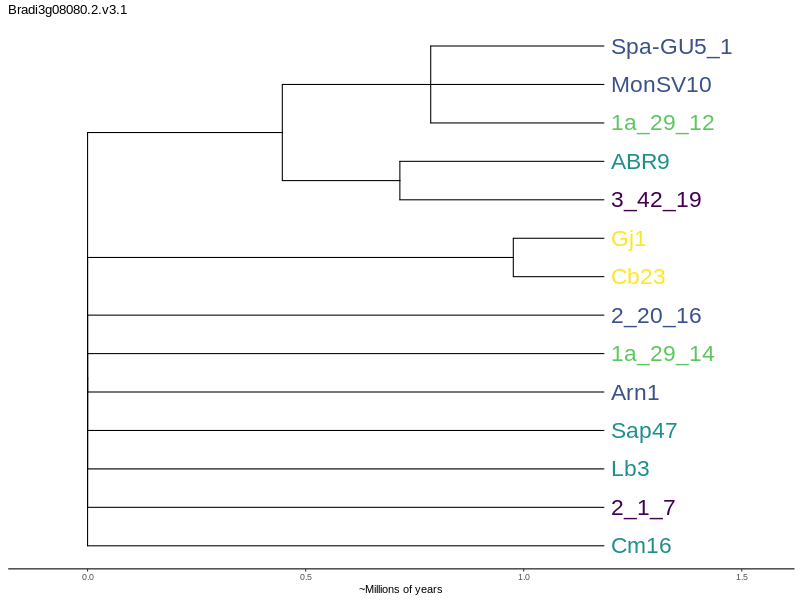 Bradi3g08080.2.v3.1
Spa-GU5_1
MonSV10
1a_29_12
ABR9
3_42_19
Gj1
Cb23
2_20_16
1a_29_14
Arn1
Sap47
Lb3
2_1_7
Cm16
0.0 0.5 1.0 1.5
~Millions of years